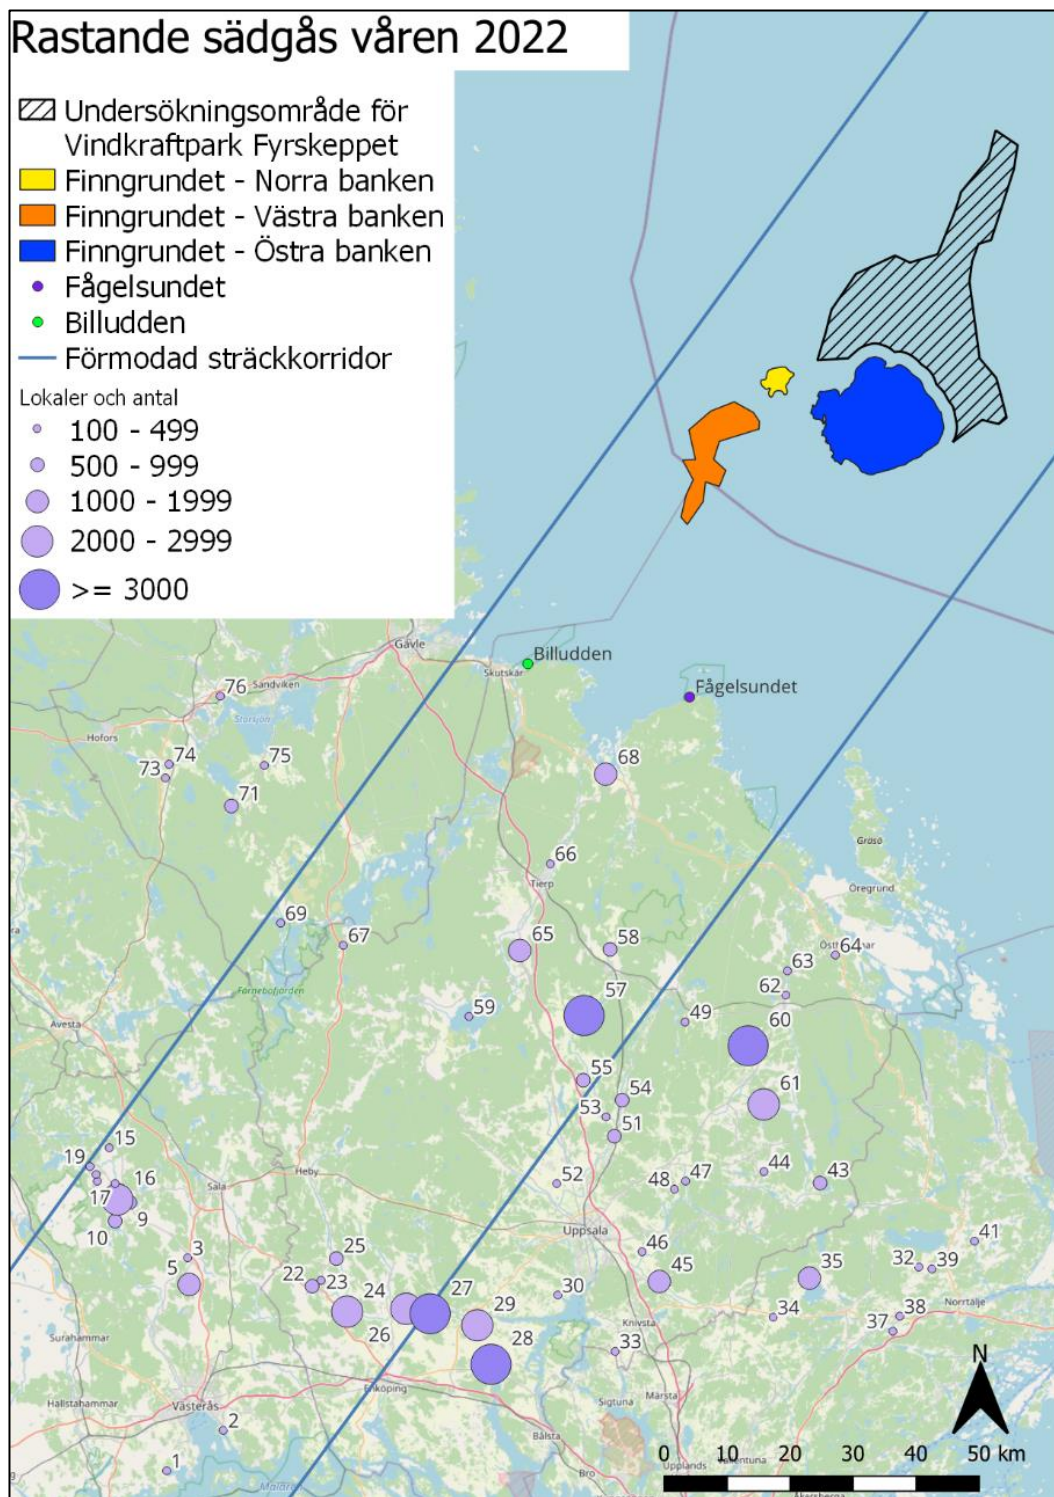 Rastande sädgås våren 2022
Undersökningsområde för
Vindkraftpark Fyrskeppet
Finngrundet - Norra banken
Finngrundet - Västra banken
Finngrundet - Östra banken
Fågelsundet
Billudden
Förmodad sträckkorridor
Lokaler och antal
100 - 499
500 - 999
1000 - 1999
2000 - 2999
>= 3000
Gävle
Billudden
Skutskär
Fågelsundet
76
Sandviken
Storsjön
Hofors
74
75
73
68
71
Gräsö
66
Tierp
Öregrund
69
67
65
58
64
63
62
Färnebofjärden
57
59
49
60
Avesta
55
61
54
53
51
15
19
16
Heby
52
48
47
44
43
17
Sala
9
10
Uppsala
41
3
25
46
5
22
23
24
27
30
45
35
32
39
26
29
34
38
Norrtälje
Knivsta
37
Surahammar
28
33
N
Enköping
Sigtuna
Märsta
Hallstahammar
Västerås
2
Bålsta
0
10
20
30
40
50 km
1
Bro
Upplands
Mälaren
Åkersberga